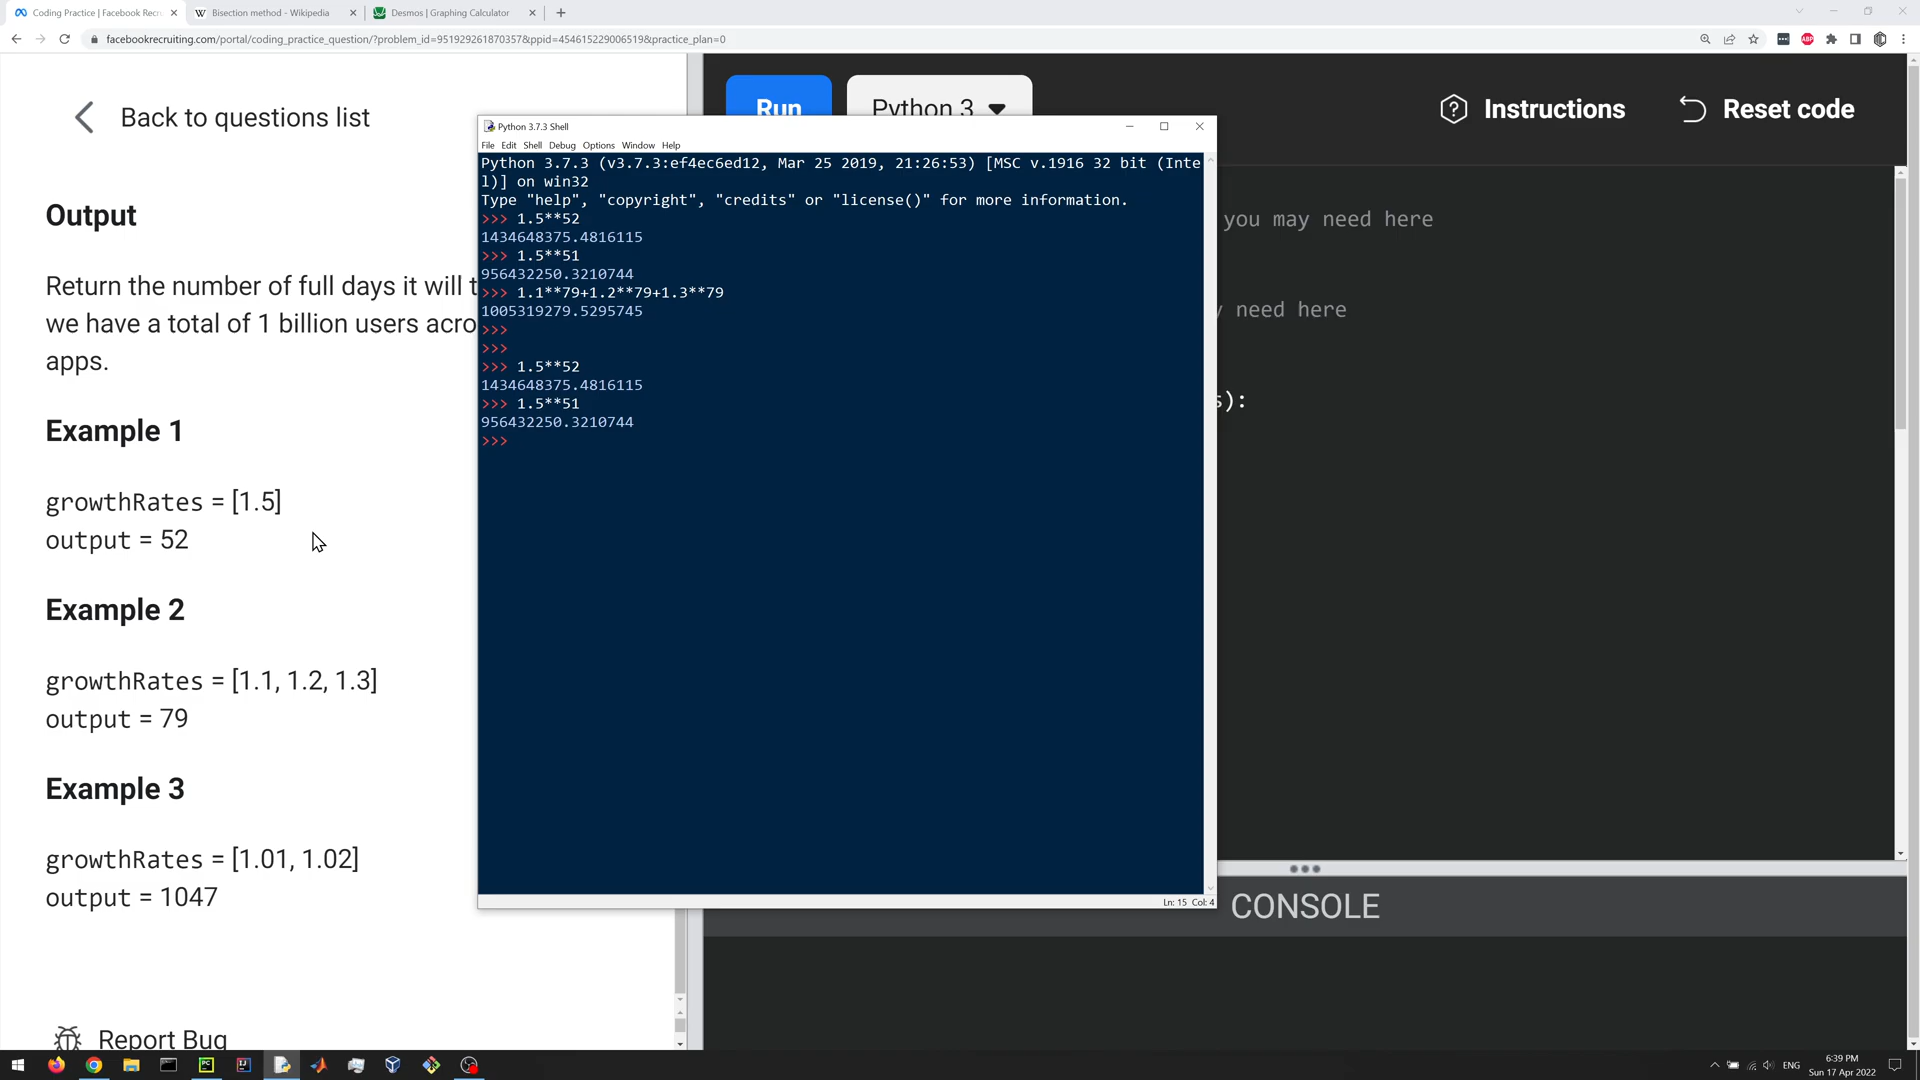 Coding Practice | Facebook Recru
Bisection method - Wikipedia
Desmos | Graphing Calculator
facebookrecruiting.com/portal/coding_practice_question/?problem_id=951929261870357&ppid=454615229006519&practice_plan=0
ABP
Back to questions list
Run
Python 3
Instructions
Reset code
Output
Return the number of full days it will t
we have a total of 1 billion users acro
apps.
Example 1
growthRates = [1.5]
output = 52
Example 2
growthRates = [1.1, 1.2, 1.3]
output = 79
Example 3
growthRates = [1.01, 1.02]
output = 1047
Report Bug
Python 3.7.3 Shell
File Edit Shell Debug Options Window Help
Python 3.7.3 (v3.7.3:ef4ec6ed12, Mar 25 2019, 21:26:53) [MSC v.1916 32 bit (Inte
l)] on win32
Type "help", "copyright", "credits" or "license()" for more information.
>>> 1.5**52
1434648375.4816115
>>> 1.5**51
956432250.3210744
>>> 1.1**79+1.2**79+1.3**79
1005319279.5295745
>>>
>>>
>>> 1.5**52
1434648375.4816115
>>> 1.5**51
956432250.3210744
>>>
Ln: 15 Col: 4
you may need here
y need here
s):
CONSOLE
PC
IJ
ENG
6:39 PM
Sun 17 Apr 2022